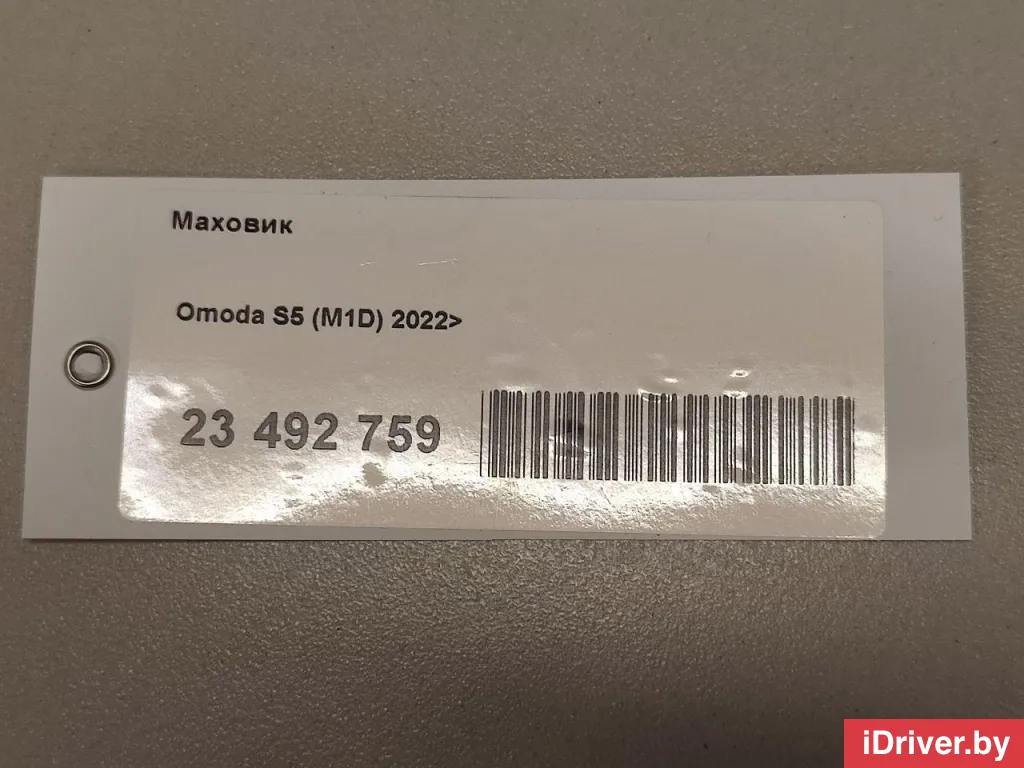 Маховик
Omoda S5 (M1D) 2022>
23 492 759
iDriver.by